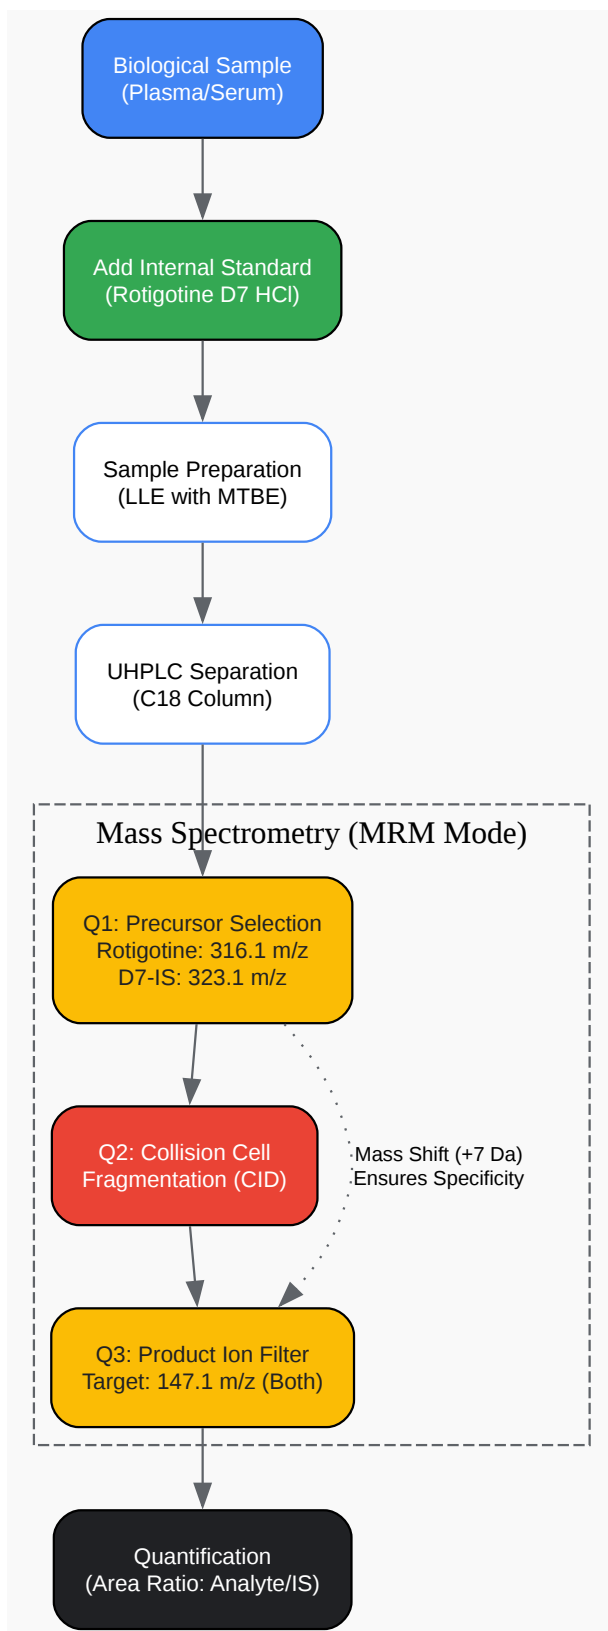 Biological Sample
(Plasma/Serum)
Add Internal Standard
(Rotigotine D7 HCl)
Sample Preparation
(LLE with MTBE)
UHPLC Separation
(C18 Column)
Mass Spectrometry (MRM Mode)
Q1: Precursor Selection
Rotigotine: 316.1 m/z
D7-IS: 323.1 m/z
Q2: Collision Cell
Fragmentation (CID)
Mass Shift (+7 Da)
Ensures Specificity
Q3: Product Ion Filter
Target: 147.1 m/z (Both)
Quantification
(Area Ratio: Analyte/IS)